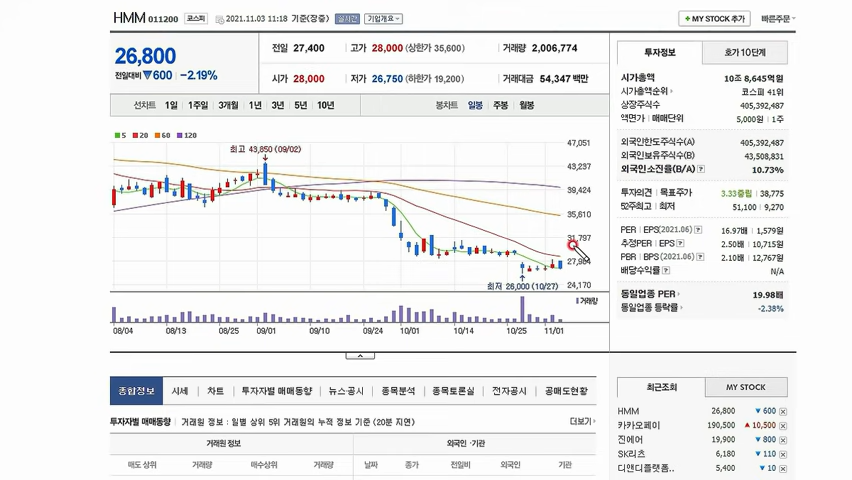 HMM 011200 코스피 2021.11.03 11:18 기준(장중) 실시간 기업개요
+ MY STOCK 추가 빠른주문
26,800
전일대비 ▼600 -2.19%
전일 27,400 고가 28,000 (상한가 35,600) 거래량 2,006,774
시가 28,000 저가 26,750 (하한가 19,200) 거래대금 54,347 백만
선차트 1일 1주일 3개월 1년 3년 5년 10년 봉차트 일봉 주봉 월봉
5 20 60 120
최고 43,850 (09/02)
47,051
43,237
39,424
35,610
31,797
24,170
최저 26,000 (10/27)
거래량
08/04 08/13 08/25 09/01 09/10 09/24 10/01 10/14 10/25 11/01
투자정보 호가 10단계
시가총액 10조 8,645억원
시가총액순위 코스피 41위
상장주식수 405,392,487
액면가 매매단위 5,000원 1주
외국인한도주식수(A) 405,392,487
외국인보유주식수(B) 43,508,831
외국인소진율(B/A) ? 10.73%
투자의견 목표주가 3.33중립 38,775
52주최고 최저 51,100 9,270
PER EPS(2021.06) ? 16.97배 1,579원
추정PER EPS ? 2.50배 10,715원
PBR BPS (2021.06) ? 2.10배 12,767원
배당수익률 ? N/A
동일업종 PER 19.98배
동일업종 등락률 -2.38%
종합정보 시세 차트 투자자별 매매동향 뉴스·공시 종목분석 종목토론실 전자공시 공매도현황
투자자별 매매동향 거래원 정보 : 일별 상위 5위 거래원의 누적 정보 기준 (20분 지연) 더보기
거래원 정보 외국인·기관
매도 상위 거래량 매수상위 거래량 날짜 종가 전일비 외국인 기관
최근조회 MY STOCK
HMM 26,800 ▼ 600
카카오페이 190,500 ▲ 10,500
진에어 19,900 ▼ 800
SK리츠 6,180 ▼ 110
디앤디플랫폼.. 5,400 ▼ 10